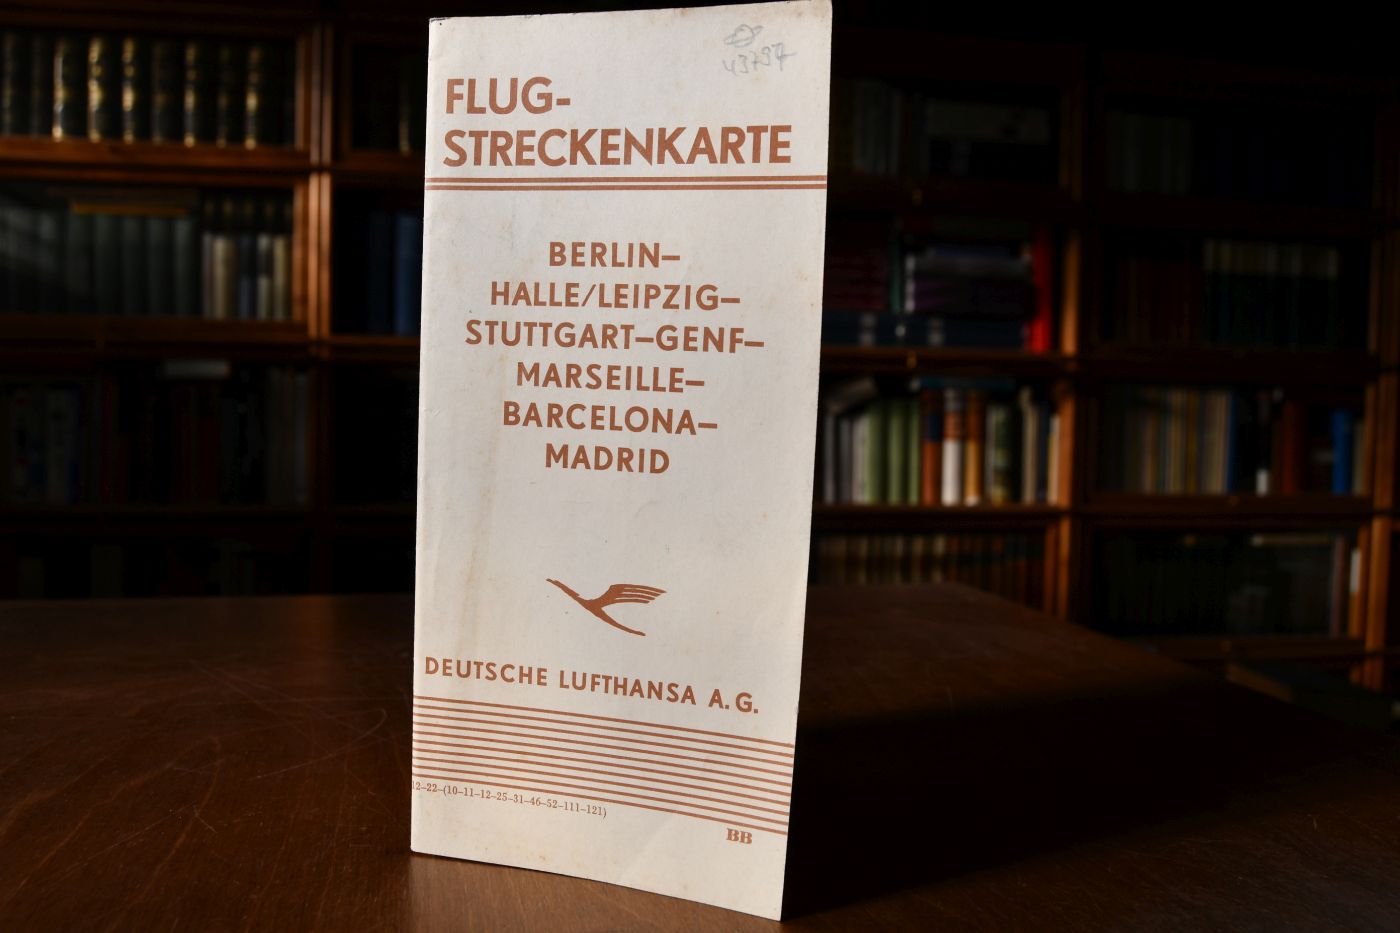 FLUG-
STRECKENKARTE
BERLIN–
HALLE/LEIPZIG–
STUTTGART–GENF–
MARSEILLE–
BARCELONA–
MADRID
DEUTSCHE LUFTHANSA A.G.
12–22–(10–11–12–25–31–46–52–111–121)
BB